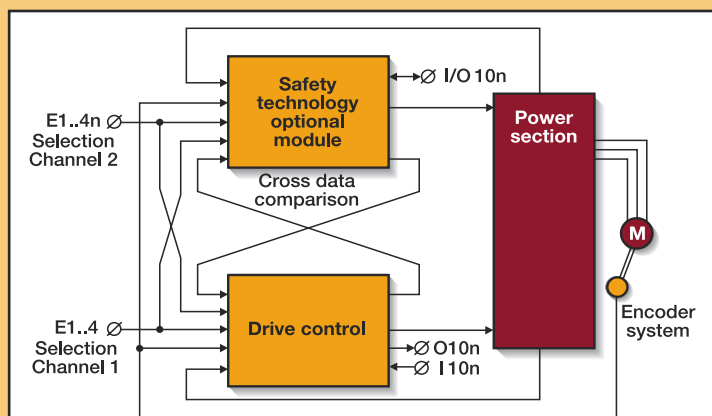 Safety
technology
optional
module
I/O 10n
Power
section
E1..4n
Selection
Channel 2
Cross data
comparison
M
E1..4
Selection
Channel 1
Drive control
O10n
I 10n
Encoder
system